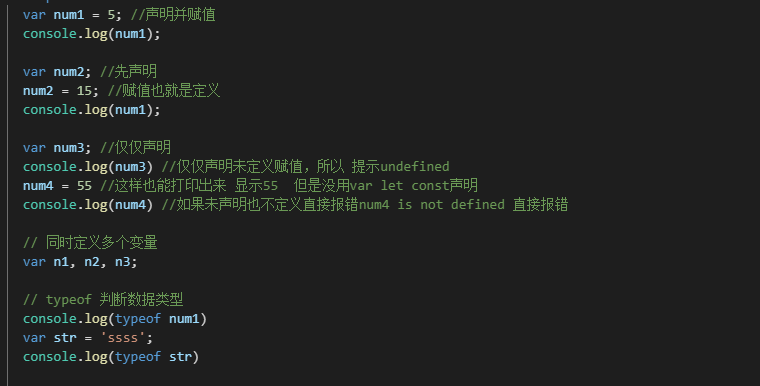 var num1 = 5; //声明并赋值
console.log(num1);
var num2; //先声明
num2 = 15; //赋值也就是定义
console.log(num1);
var num3; //仅仅声明
console.log(num3) //仅仅声明未定义赋值，所以 提示undefined
num4 = 55 //这样也能打印出来 显示55  但是没用var let const声明
console.log(num4) //如果未声明也不定义直接报错num4 is not defined 直接报错
// 同时定义多个变量
var n1, n2, n3;
// typeof 判断数据类型
console.log(typeof num1)
var str = 'ssss';
console.log(typeof str)